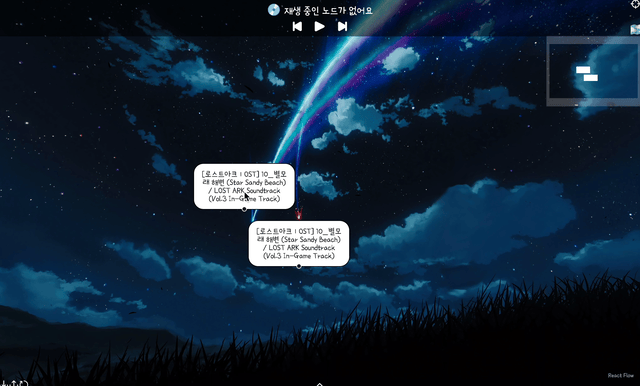 재생 중인 노드가 없어요
[로스트아크 | OST] 10_별모
래 해변 (Star Sandy Beach)
/ LOST ARK Soundtrack
(Vol.3 In-Game Track)
[로스트아크 | OST] 10_별모
래 해변 (Star Sandy Beach)
/ LOST ARK Soundtrack
(Vol.3 In-Game Track)
React Flow